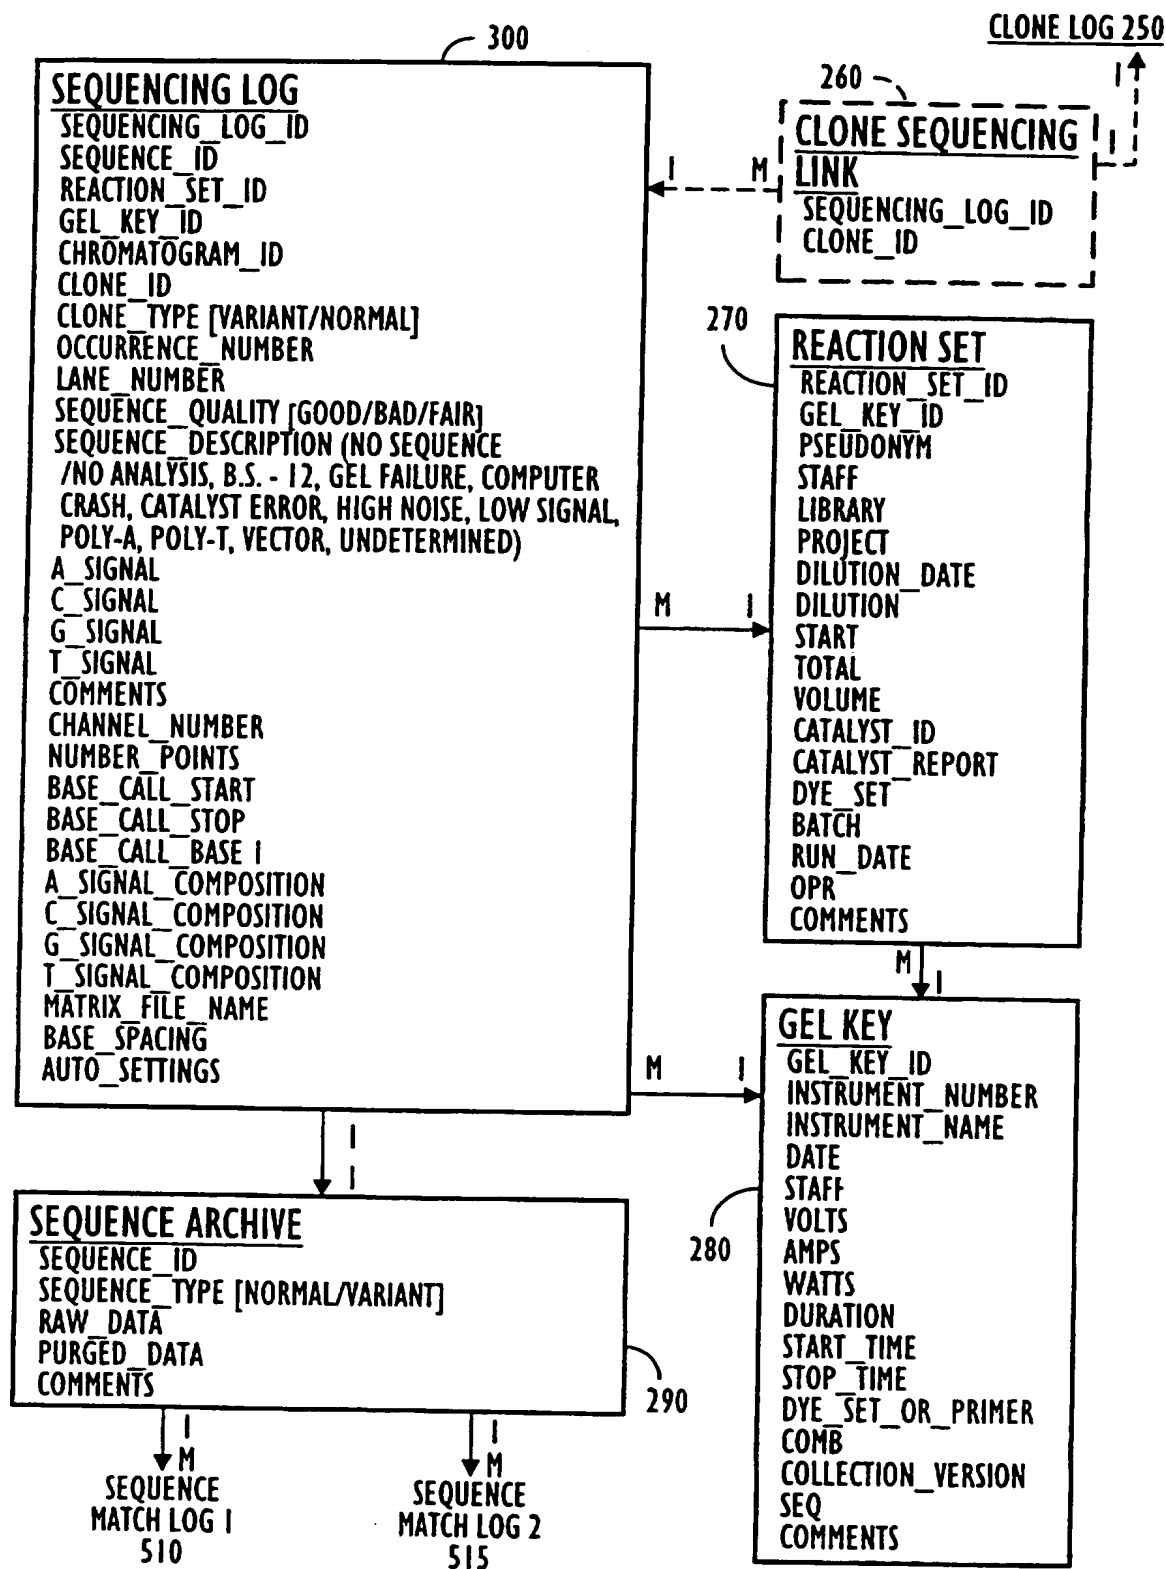 CLONE LOG 250
300
SEQUENCING LOG
SEQUENCING_LOG_ID
SEQUENCE_ID
REACTION_SET_ID
GEL_KEY_ID
CHROMATOGRAM_ID
CLONE_ID
CLONE_TYPE [VARIANT/NORMAL]
OCCURRENCE_NUMBER
LANE_NUMBER
SEQUENCE_QUALITY [GOOD/BAD/FAIR]
SEQUENCE_DESCRIPTION (NO SEQUENCE
/NO ANALYSIS, B.S. - 12, GEL FAILURE, COMPUTER
CRASH, CATALYST ERROR, HIGH NOISE, LOW SIGNAL,
POLY-A, POLY-T, VECTOR, UNDETERMINED)
A_SIGNAL
C_SIGNAL
G_SIGNAL
T_SIGNAL
COMMENTS
CHANNEL_NUMBER
NUMBER_POINTS
BASE_CALL_START
BASE_CALL_STOP
BASE_CALL_BASE 1
A_SIGNAL_COMPOSITION
C_SIGNAL_COMPOSITION
G_SIGNAL_COMPOSITION
T_SIGNAL_COMPOSITION
MATRIX_FILE_NAME
BASE_SPACING
AUTO_SETTINGS
260
1
1
CLONE SEQUENCING
LINK
SEQUENCING_LOG_ID
CLONE_ID
1 M
270
REACTION SET
REACTION_SET_ID
GEL_KEY_ID
PSEUDONYM
STAFF
LIBRARY
PROJECT
DILUTION_DATE
DILUTION
START
TOTAL
VOLUME
CATALYST_ID
CATALYST_REPORT
DYE_SET
BATCH
RUN_DATE
OPR
COMMENTS
M 1
M
1
GEL KEY
GEL_KEY_ID
INSTRUMENT_NUMBER
INSTRUMENT_NAME
DATE
STAFF
VOLTS
AMPS
WATTS
DURATION
START_TIME
STOP_TIME
DYE_SET_OR_PRIMER
COMB
COLLECTION_VERSION
SEQ
COMMENTS
M 1
280
1
1
SEQUENCE ARCHIVE
SEQUENCE_ID
SEQUENCE_TYPE [NORMAL/VARIANT]
RAW_DATA
PURGED_DATA
COMMENTS
290
1
M
SEQUENCE
MATCH LOG 1
510
1
M
SEQUENCE
MATCH LOG 2
515